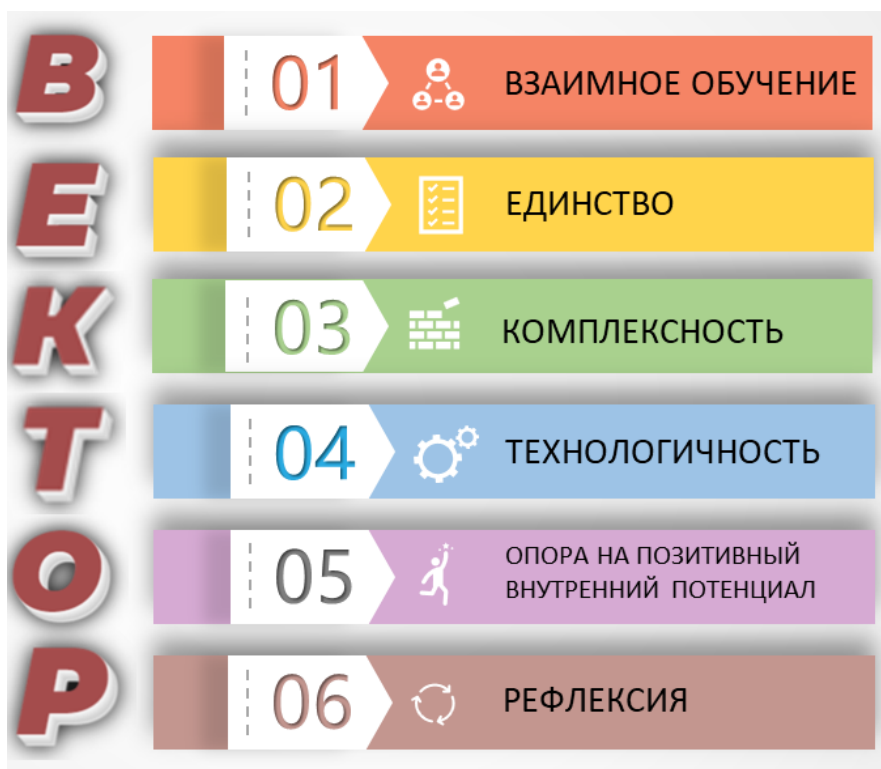 В
01
ВЗАИМНОЕ ОБУЧЕНИЕ
Е
02
ЕДИНСТВО
К
03
КОМПЛЕКСНОСТЬ
Т
04
ТЕХНОЛОГИЧНОСТЬ
О
05
ОПОРА НА ПОЗИТИВНЫЙ
ВНУТРЕННИЙ ПОТЕНЦИАЛ
Р
06
РЕФЛЕКСИЯ